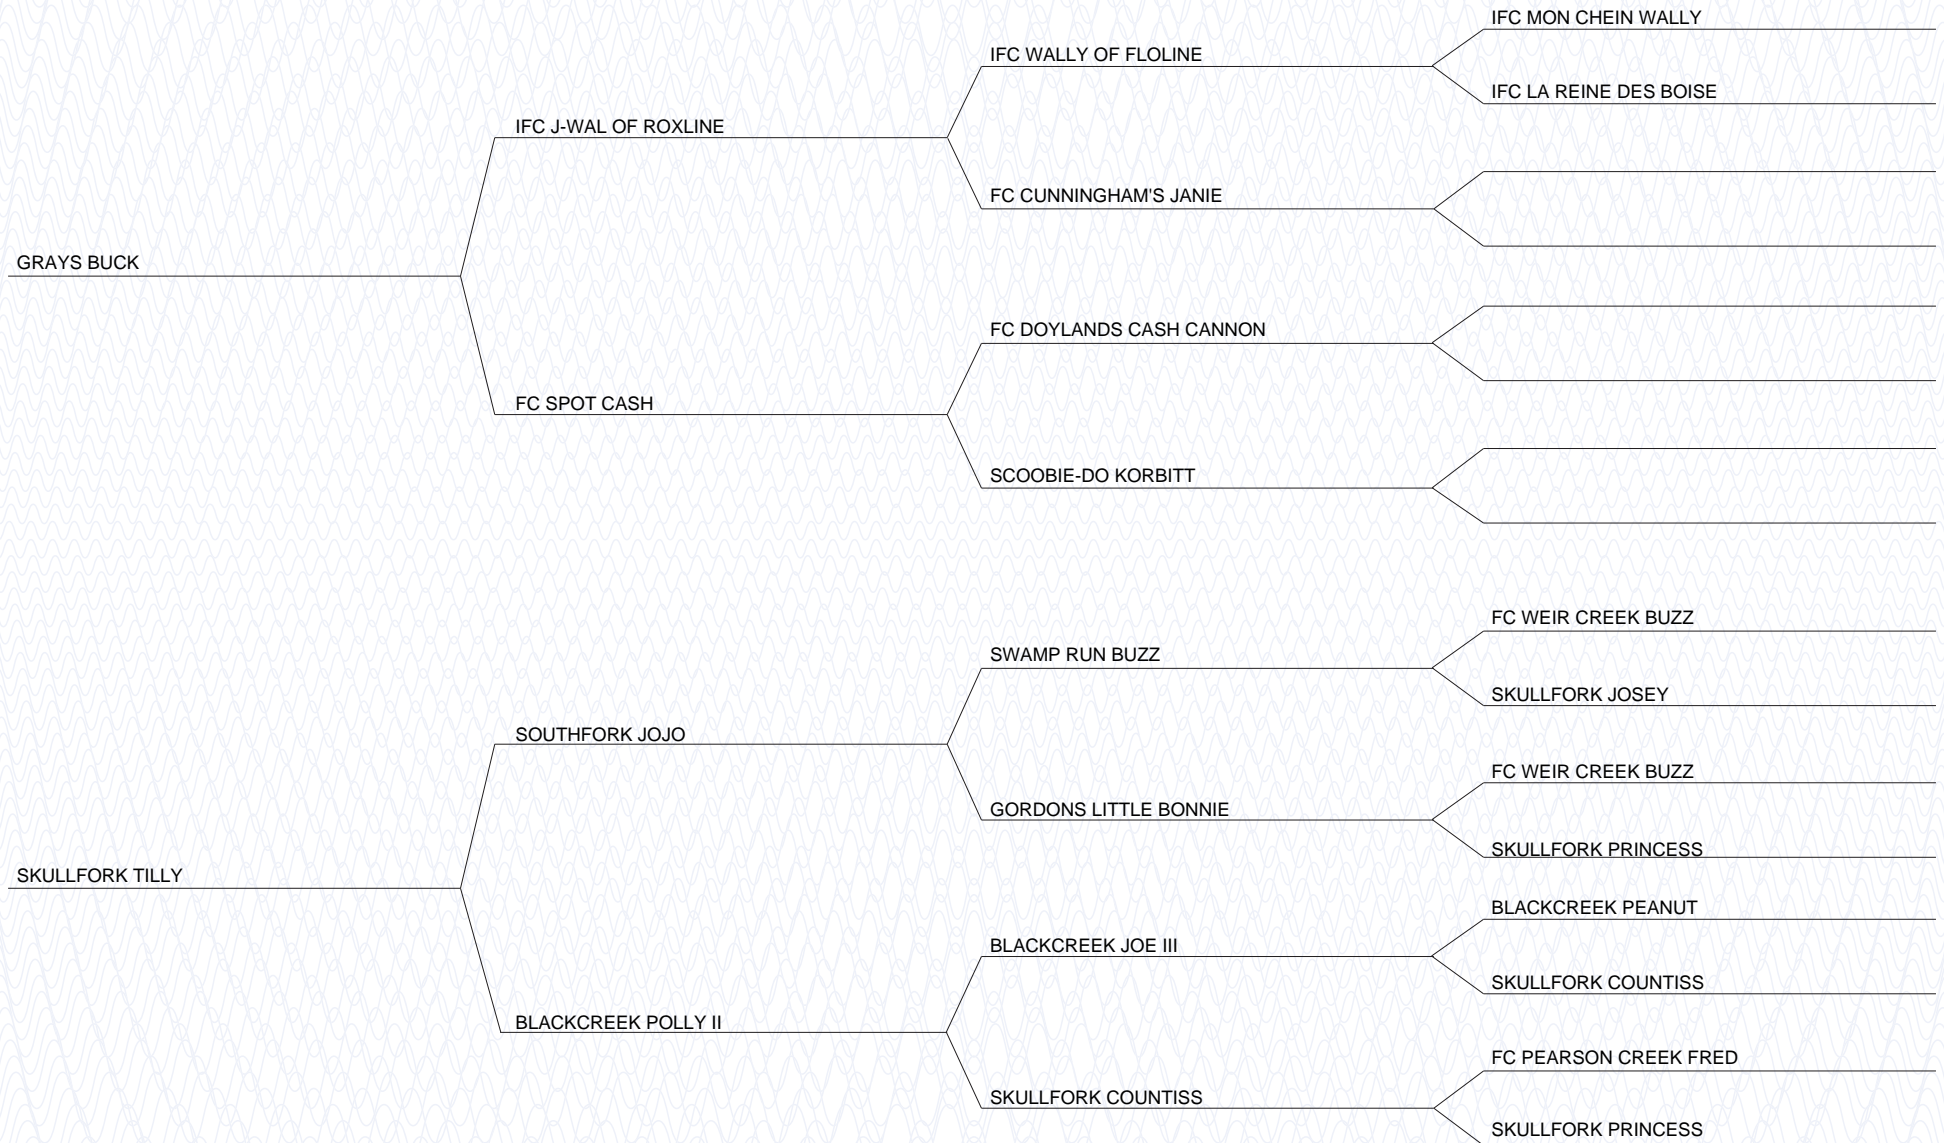 IFC MON CHEIN WALLY
IFC WALLY OF FLOLINE
IFC LA REINE DES BOISE
IFC J-WAL OF ROXLINE
FC CUNNINGHAM'S JANIE
GRAYS BUCK
FC DOYLANDS CASH CANNON
FC SPOT CASH
SCOOBIE-DO KORBITT
FC WEIR CREEK BUZZ
SWAMP RUN BUZZ
SKULLFORK JOSEY
SOUTHFORK JOJO
FC WEIR CREEK BUZZ
GORDONS LITTLE BONNIE
SKULLFORK PRINCESS
SKULLFORK TILLY
BLACKCREEK PEANUT
BLACKCREEK JOE III
SKULLFORK COUNTISS
BLACKCREEK POLLY II
FC PEARSON CREEK FRED
SKULLFORK COUNTISS
SKULLFORK PRINCESS